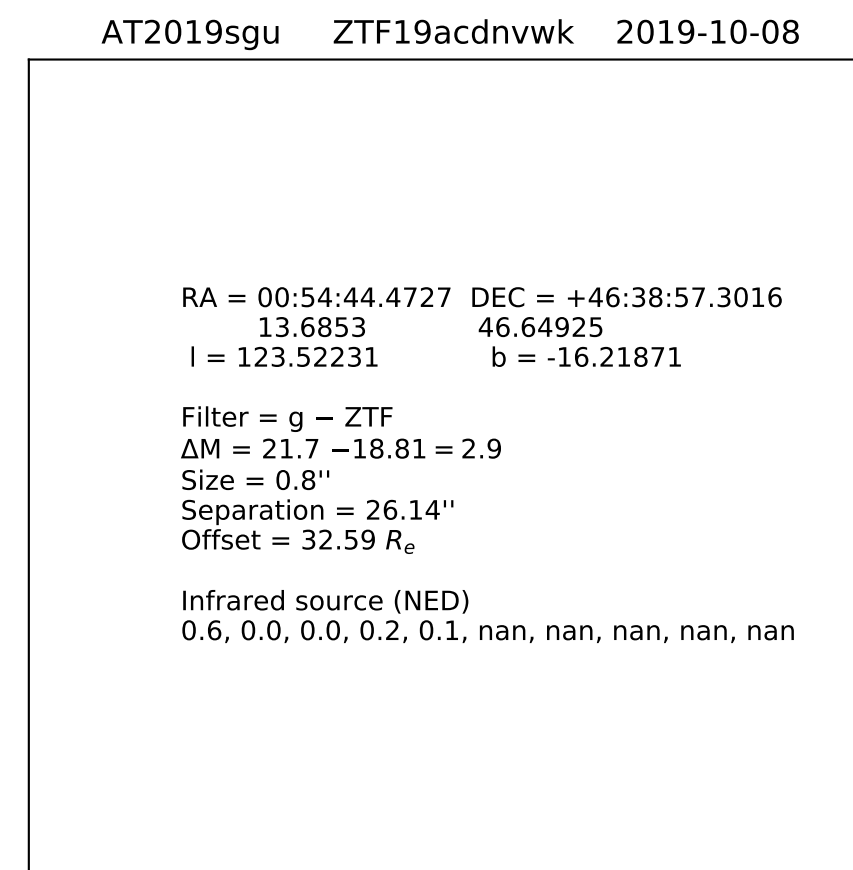 AT2019sgu ZTF19acdnvwk 2019-10-08
RA = 00:54:44.4727 DEC = +46:38:57.3016
13.6853 46.64925
l = 123.52231 b = -16.21871
Filter = g − ZTF
ΔM = 21.7 −18.81 = 2.9
Size = 0.8''
Separation = 26.14''
Offset = 32.59 Re
Infrared source (NED)
0.6, 0.0, 0.0, 0.2, 0.1, nan, nan, nan, nan, nan